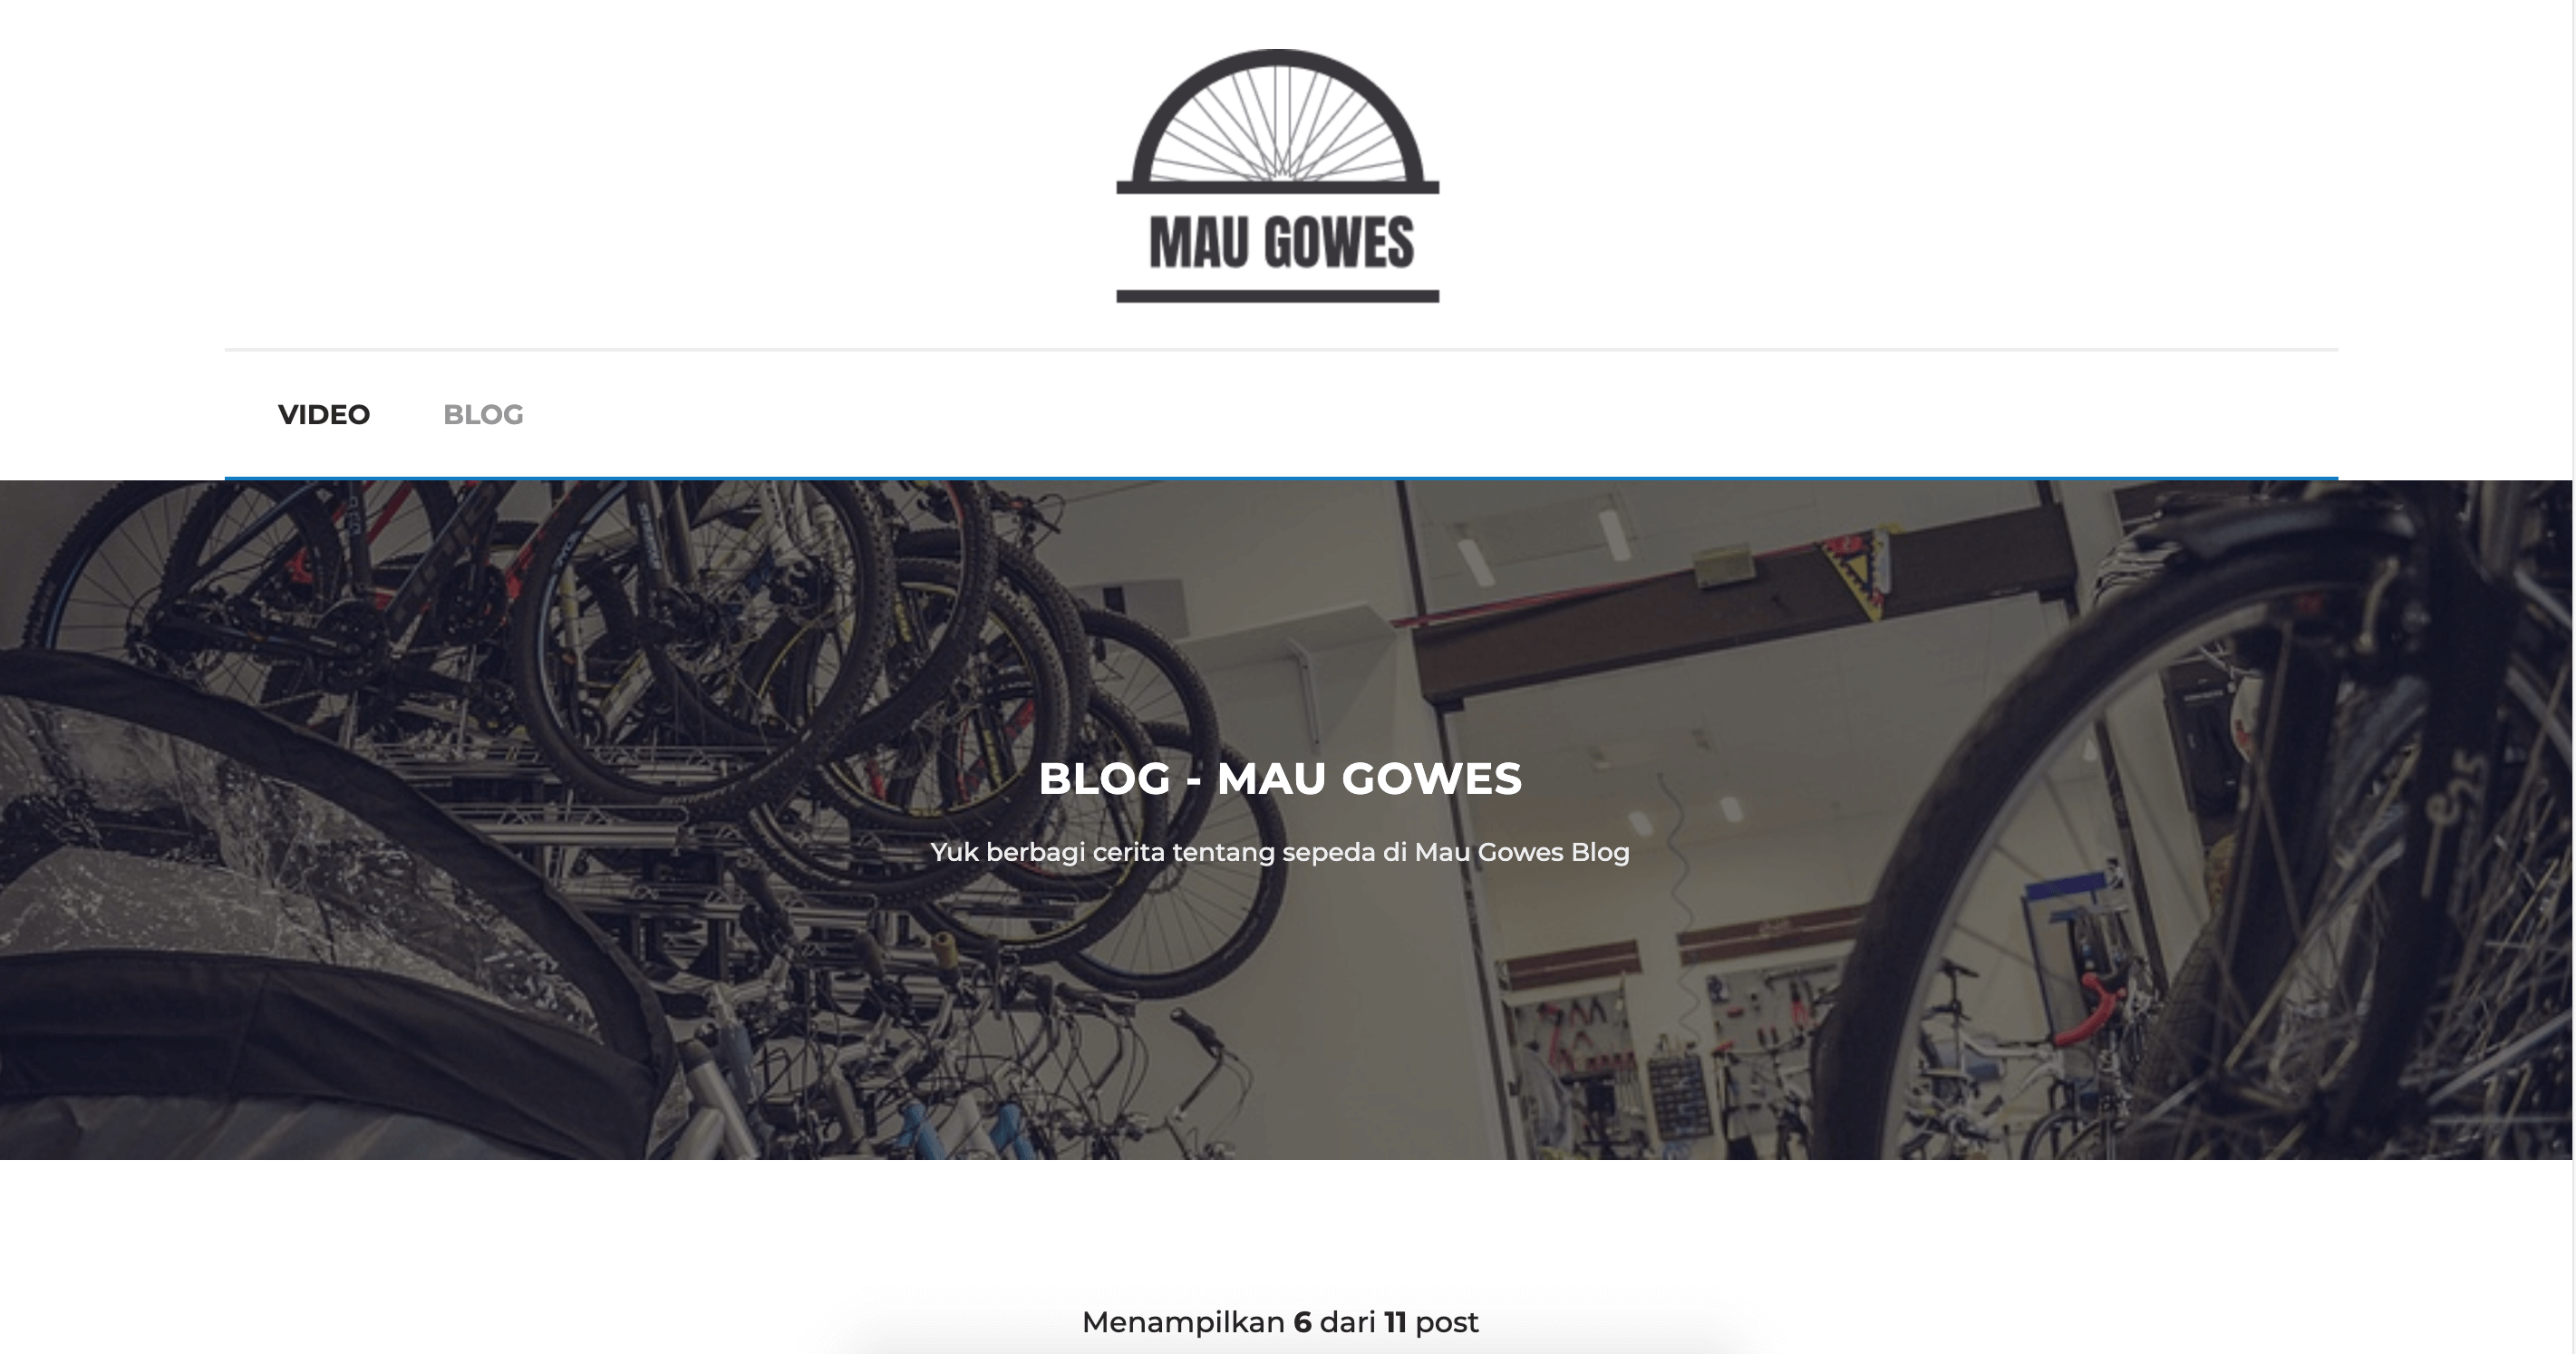 MAU GOWES
VIDEO
BLOG
BLOG - MAU GOWES
Yuk berbagi cerita tentang sepeda di Mau Gowes Blog
Menampilkan 6 dari 11 post